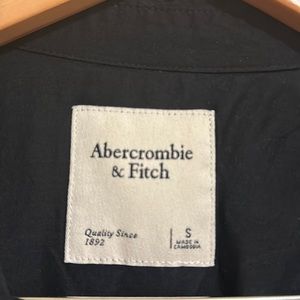 Abercrombie
& Fitch
Quality Since
1892
S
MADE IN
CAMBODIA